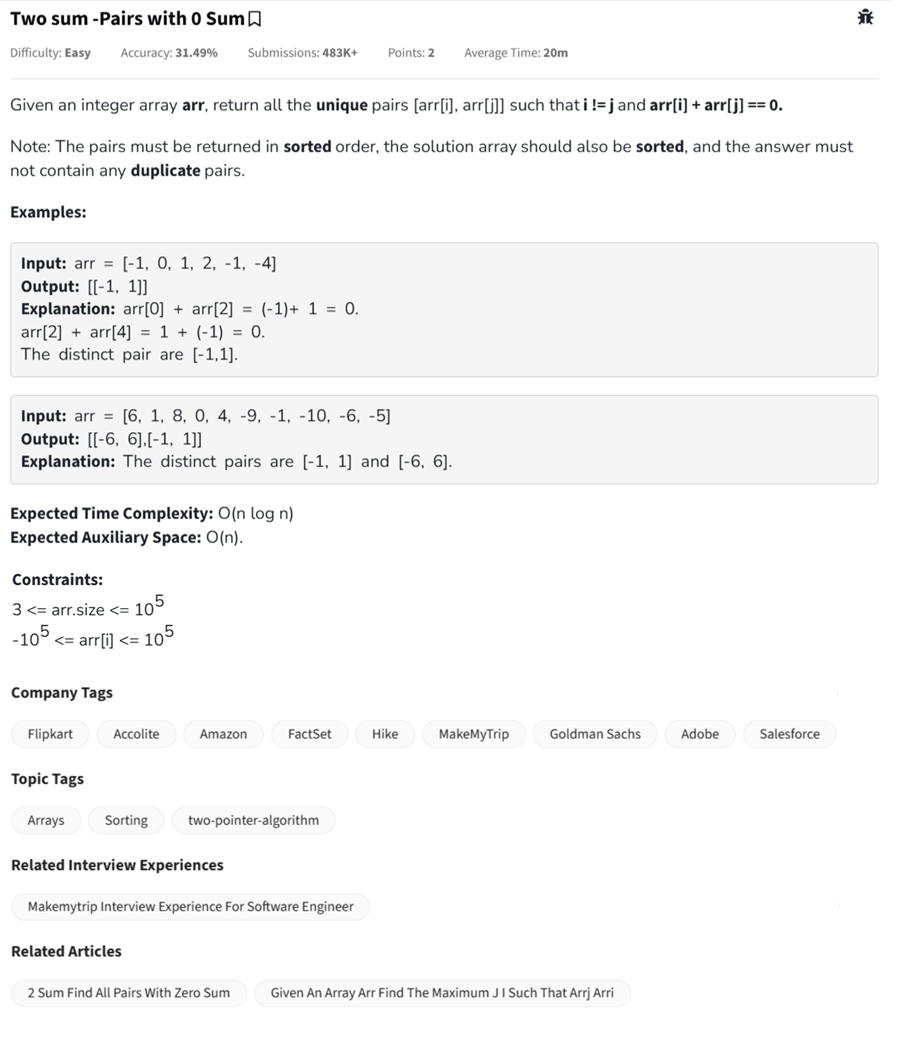 Two sum -Pairs with 0 Sum
Difficulty: Easy Accuracy: 31.49% Submissions: 483K+ Points: 2 Average Time: 20m
Given an integer array arr, return all the unique pairs [arr[i], arr[j]] such that i != j and arr[i] + arr[j] == 0.
Note: The pairs must be returned in sorted order, the solution array should also be sorted, and the answer must
not contain any duplicate pairs.
Examples:
Input: arr = [-1, 0, 1, 2, -1, -4]
Output: [[-1, 1]]
Explanation: arr[0] + arr[2] = (-1)+ 1 = 0.
arr[2] + arr[4] = 1 + (-1) = 0.
The distinct pair are [-1,1].
Input: arr = [6, 1, 8, 0, 4, -9, -1, -10, -6, -5]
Output: [[-6, 6],[-1, 1]]
Explanation: The distinct pairs are [-1, 1] and [-6, 6].
Expected Time Complexity: O(n log n)
Expected Auxiliary Space: O(n).
Constraints:
3 <= arr.size <= 10^5
-10^5 <= arr[i] <= 10^5
Company Tags
Flipkart Accolite Amazon FactSet Hike MakeMyTrip Goldman Sachs Adobe Salesforce
Topic Tags
Arrays Sorting two-pointer-algorithm
Related Interview Experiences
Makemytrip Interview Experience For Software Engineer
Related Articles
2 Sum Find All Pairs With Zero Sum Given An Array Arr Find The Maximum J I Such That Arrj Arri